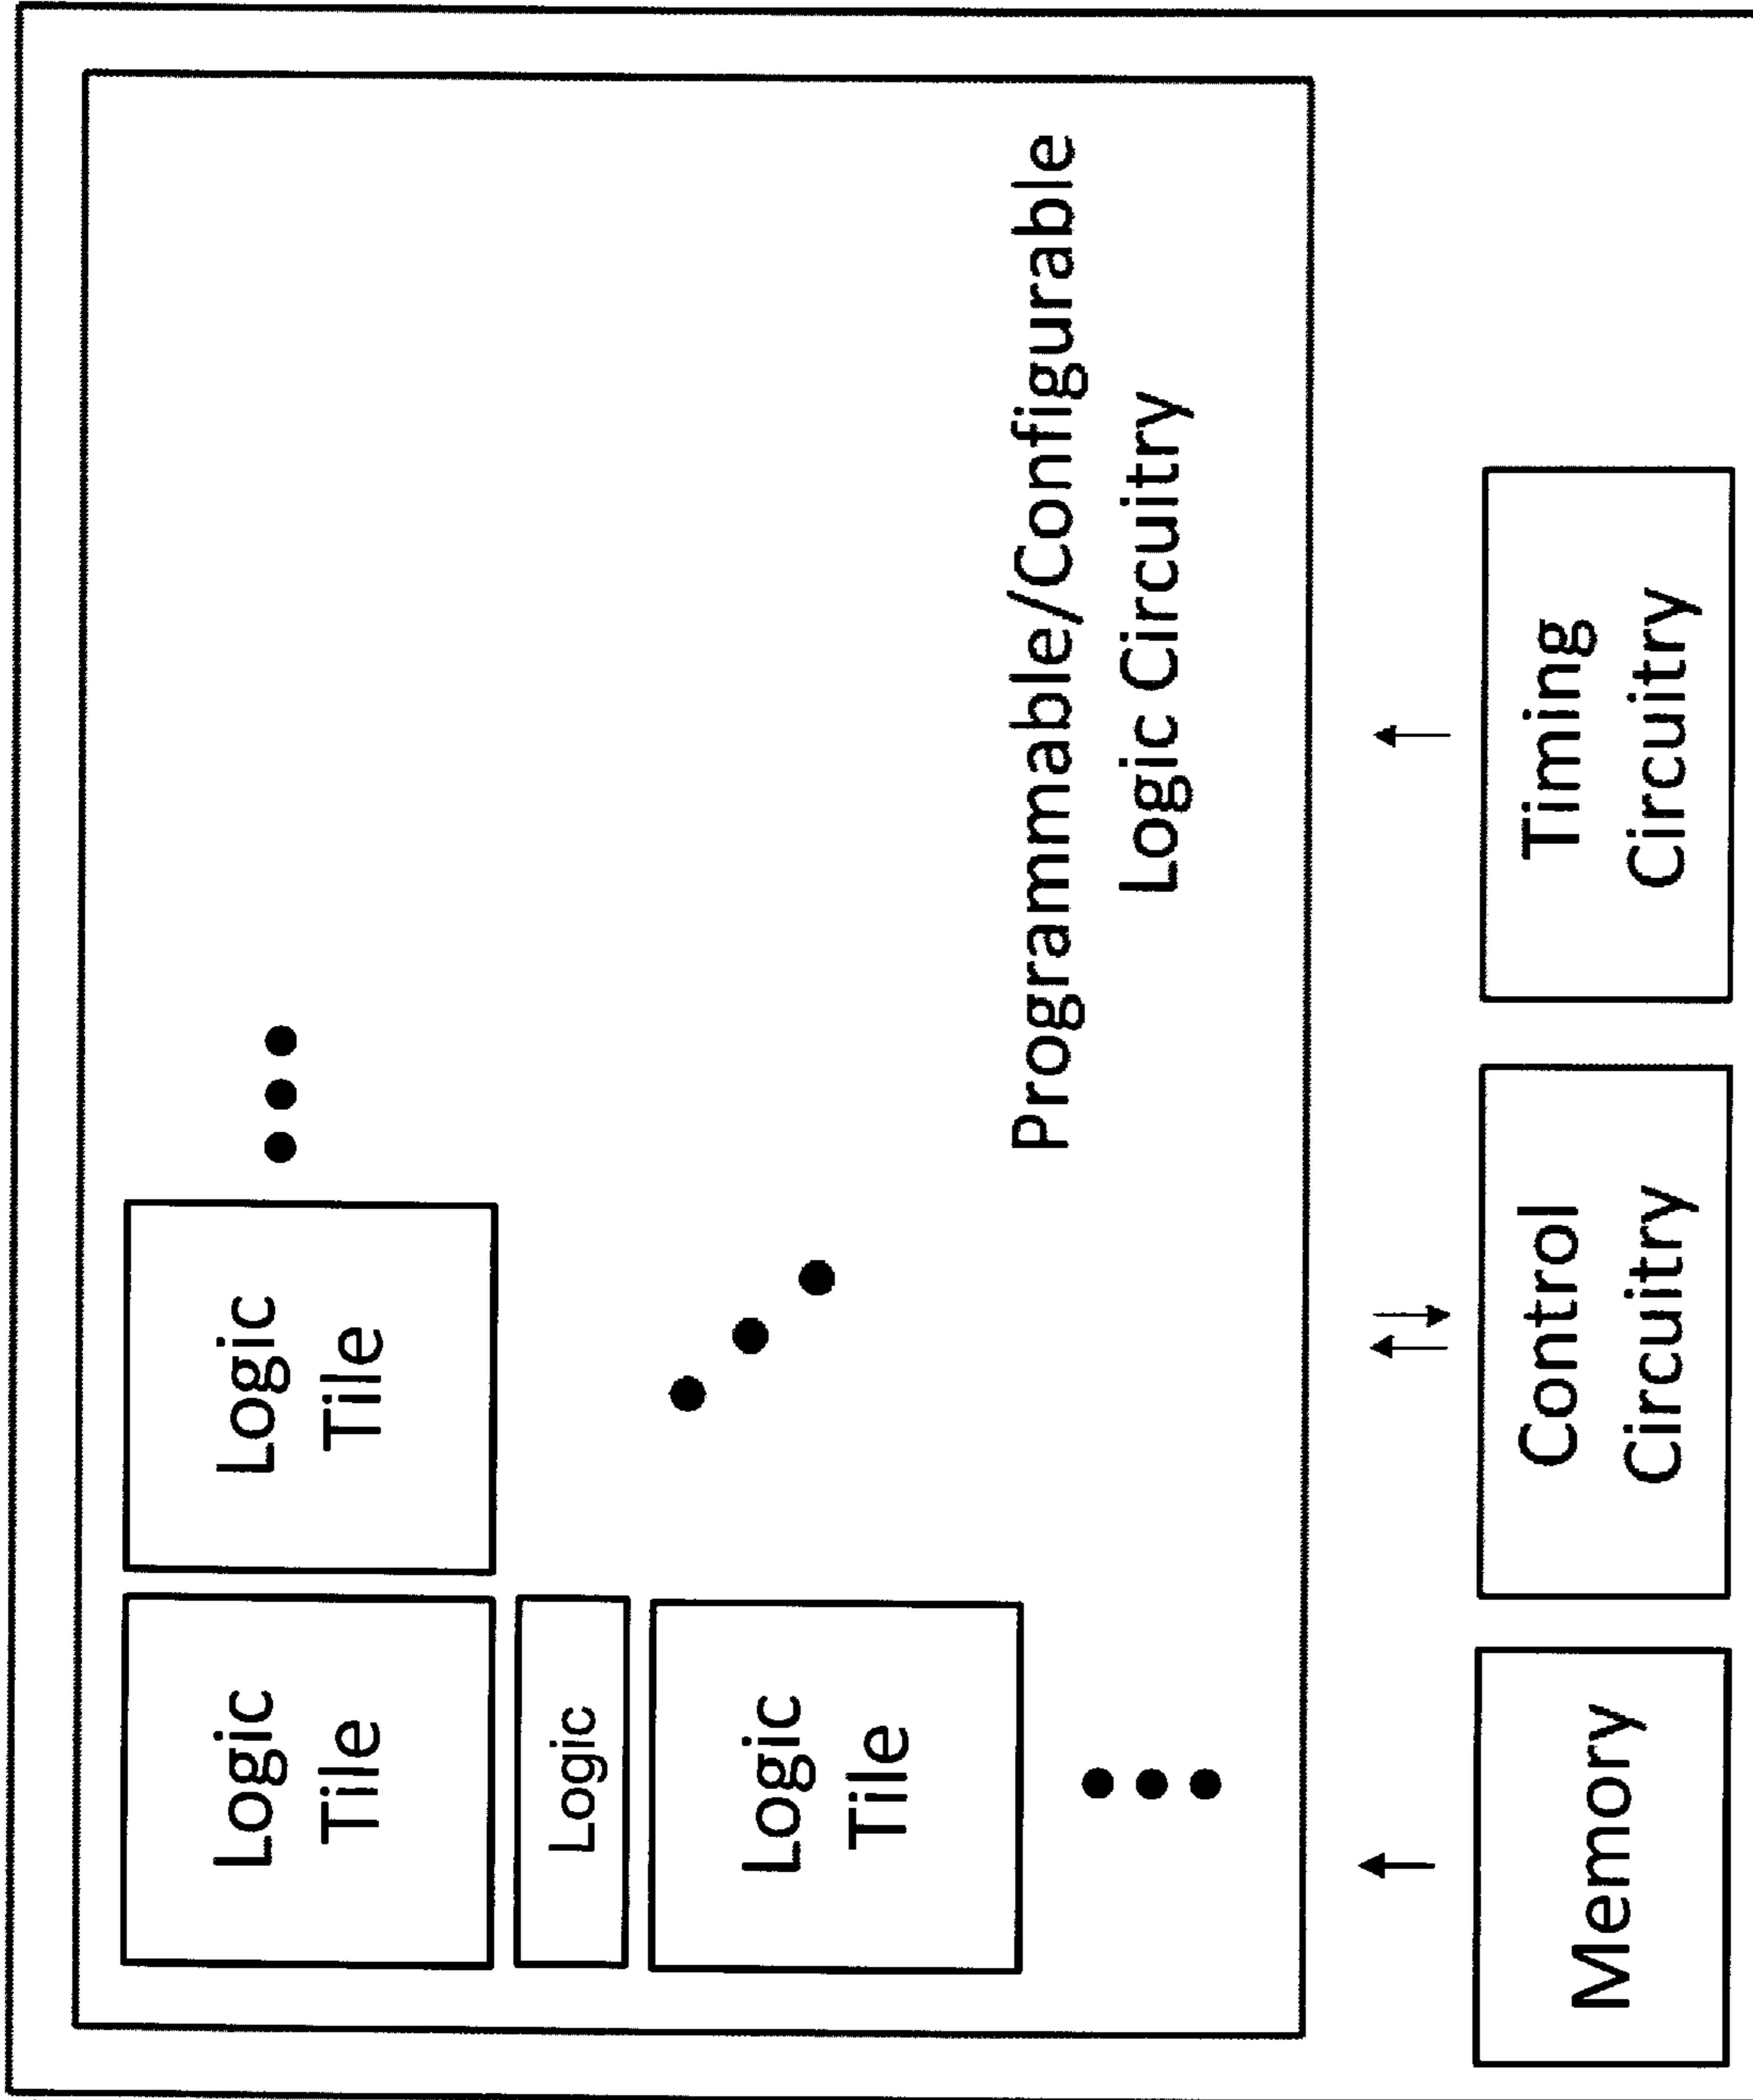 Logic
Tile
Logic
Tile
Logic
Logic
Tile
Programmable/Configurable
Logic Circuitry
Memory
Control
Circuitry
Timing
Circuitry